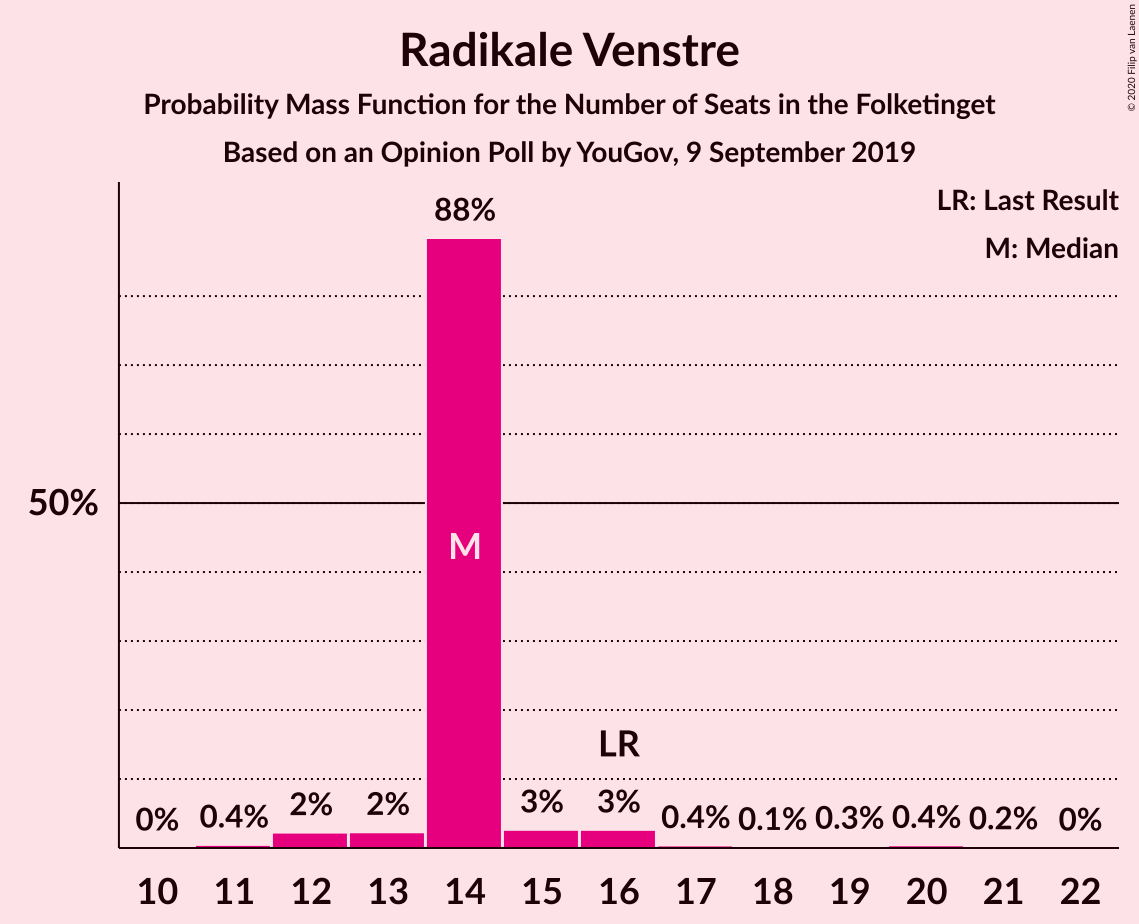 Radikale Venstre
Probability Mass Function for the Number of Seats in the Folketinget
Based on an Opinion Poll by YouGov, 9 September 2019
© 2020 Filip van Laenen
LR: Last Result
M: Median
88%
50%
M
LR
0% 0.4% 2% 2% 3% 3% 0.4% 0.1% 0.3% 0.4% 0.2% 0%
10 11 12 13 14 15 16 17 18 19 20 21 22